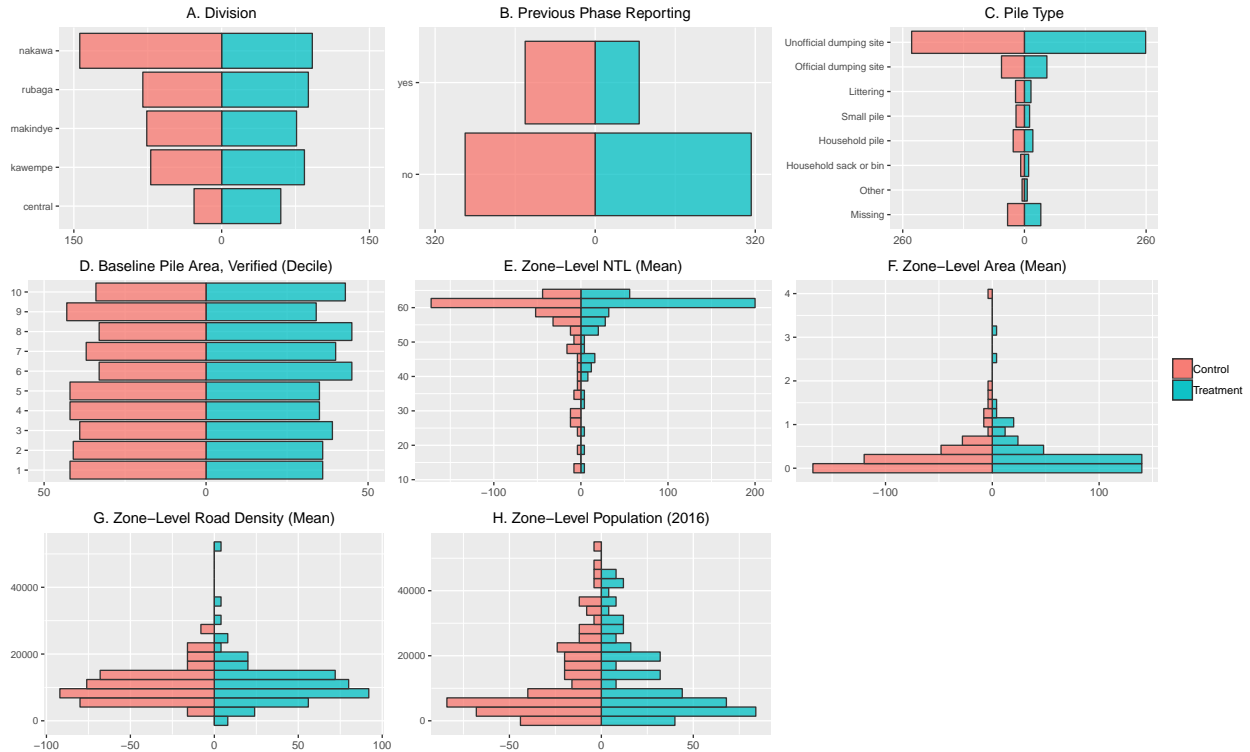 A. Division
nakawa
rubaga
makindye
kawempe
central
150 0 150
B. Previous Phase Reporting
yes
no
320 0 320
C. Pile Type
Unofficial dumping site
Official dumping site
Littering
Small pile
Household pile
Household sack or bin
Other
Missing
260 0 260
D. Baseline Pile Area, Verified (Decile)
10
9
8
7
6
5
4
3
2
1
50 0 50
E. Zone−Level NTL (Mean)
60
50
40
30
20
10
−100 0 100 200
F. Zone−Level Area (Mean)
4
3
2
1
0
−100 0 100
Control
Treatment
G. Zone−Level Road Density (Mean)
40000
20000
0
−100 −50 0 50 100
H. Zone−Level Population (2016)
40000
20000
0
−50 0 50